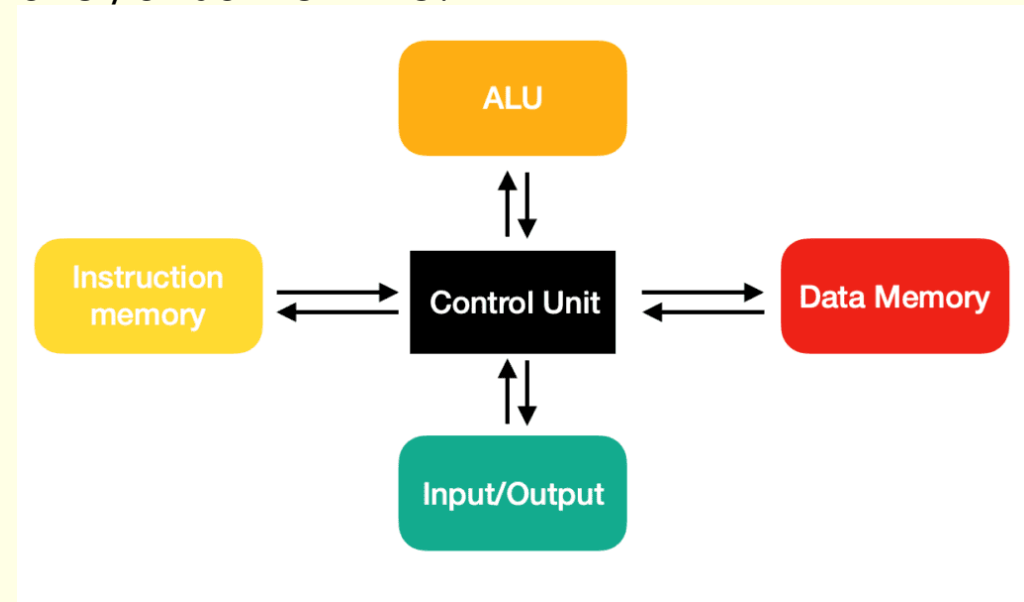 ALU
Instruction
memory
Control Unit
Data Memory
Input/Output